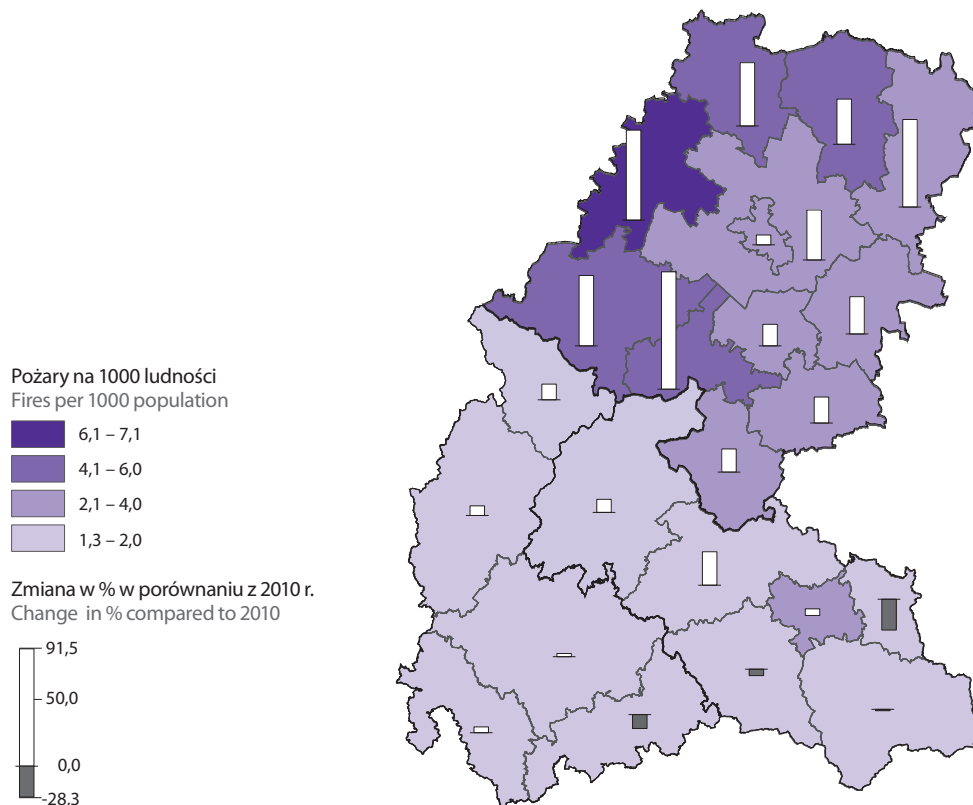 Pożary na 1000 ludności
Fires per 1000 population
6,1 – 7,1
4,1 – 6,0
2,1 – 4,0
1,3 – 2,0
Zmiana w % w porównaniu z 2010 r.
Change in % compared to 2010
91,5
50,0
0,0
-28,3